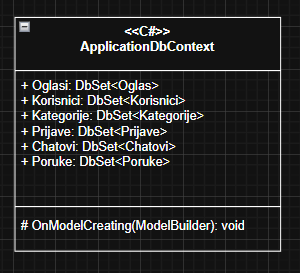 <<C#>>
ApplicationDbContext
+ Oglasi: DbSet<Oglas>
+ Korisnici: DbSet<Korisnici>
+ Kategorije: DbSet<Kategorije>
+ Prijave: DbSet<Prijave>
+ Chatovi: DbSet<Chatovi>
+ Poruke: DbSet<Poruke>
# OnModelCreating(ModelBuilder): void